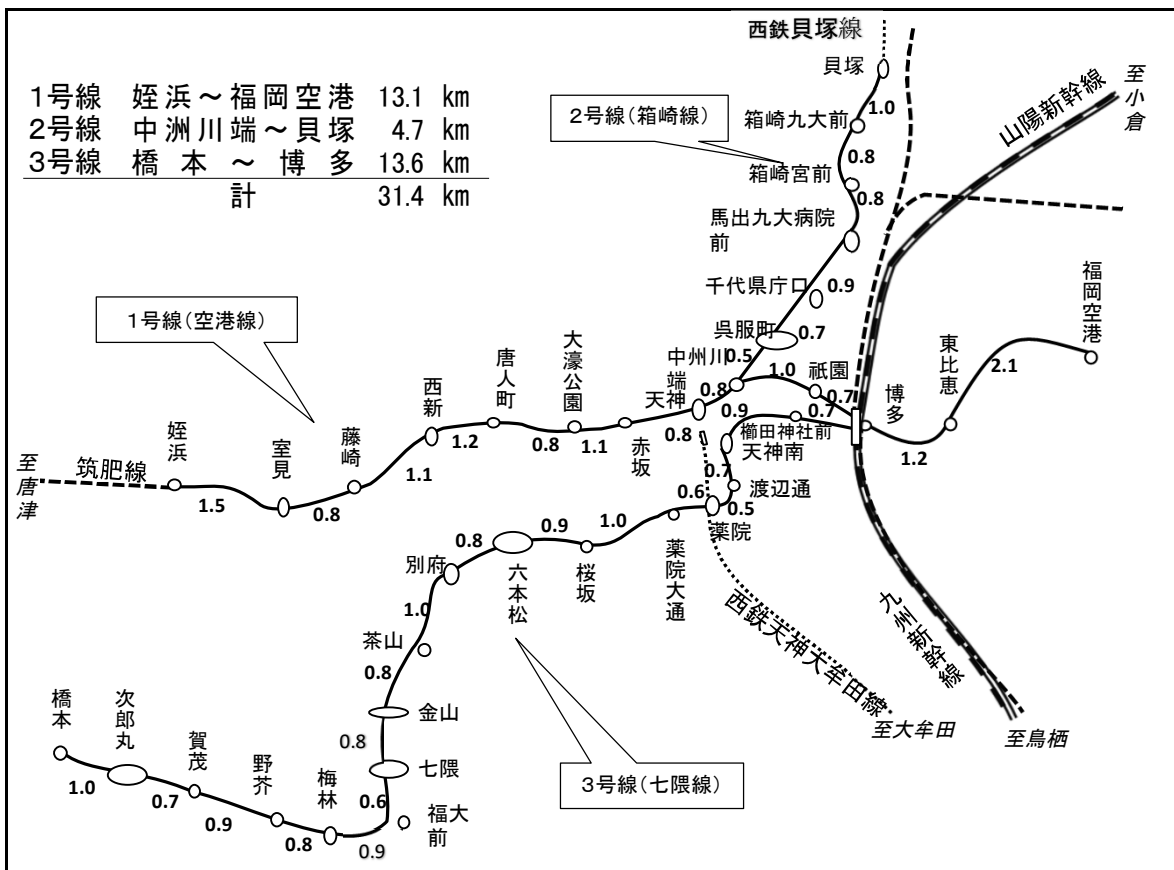 西鉄貝塚線
貝塚
1号線 姪浜～福岡空港 13.1 km
2号線 中洲川端～貝塚 4.7 km
3号線 橋本～博多 13.6 km
計 31.4 km
2号線(箱崎線)
1.0
箱崎九大前
0.8
箱崎宮前
0.8
馬出九大病院
前
千代県庁口
0.9
呉服町
0.7
0.5
山陽新幹線
至小倉
1号線(空港線)
至唐津
筑肥線
姪浜
1.5
室見
0.8
藤崎
1.1
西新
1.2
唐人町
0.8
大濠公園
1.1
赤坂
0.8
天神
0.8
中州川
端
1.0
祇園
0.7
博多
1.2
東比恵
2.1
福岡空港
0.9
0.7
櫛田神社前
天神南
0.7
渡辺通
0.5
薬院
0.6
薬院大通
1.0
桜坂
0.9
六本松
0.8
別府
1.0
茶山
0.8
金山
0.8
七隈
0.6
福大
前
0.9
梅林
0.8
野芥
0.9
賀茂
0.7
次郎丸
1.0
橋本
3号線(七隈線)
西鉄天神大牟田線
至大牟田
九州新幹線
至鳥栖